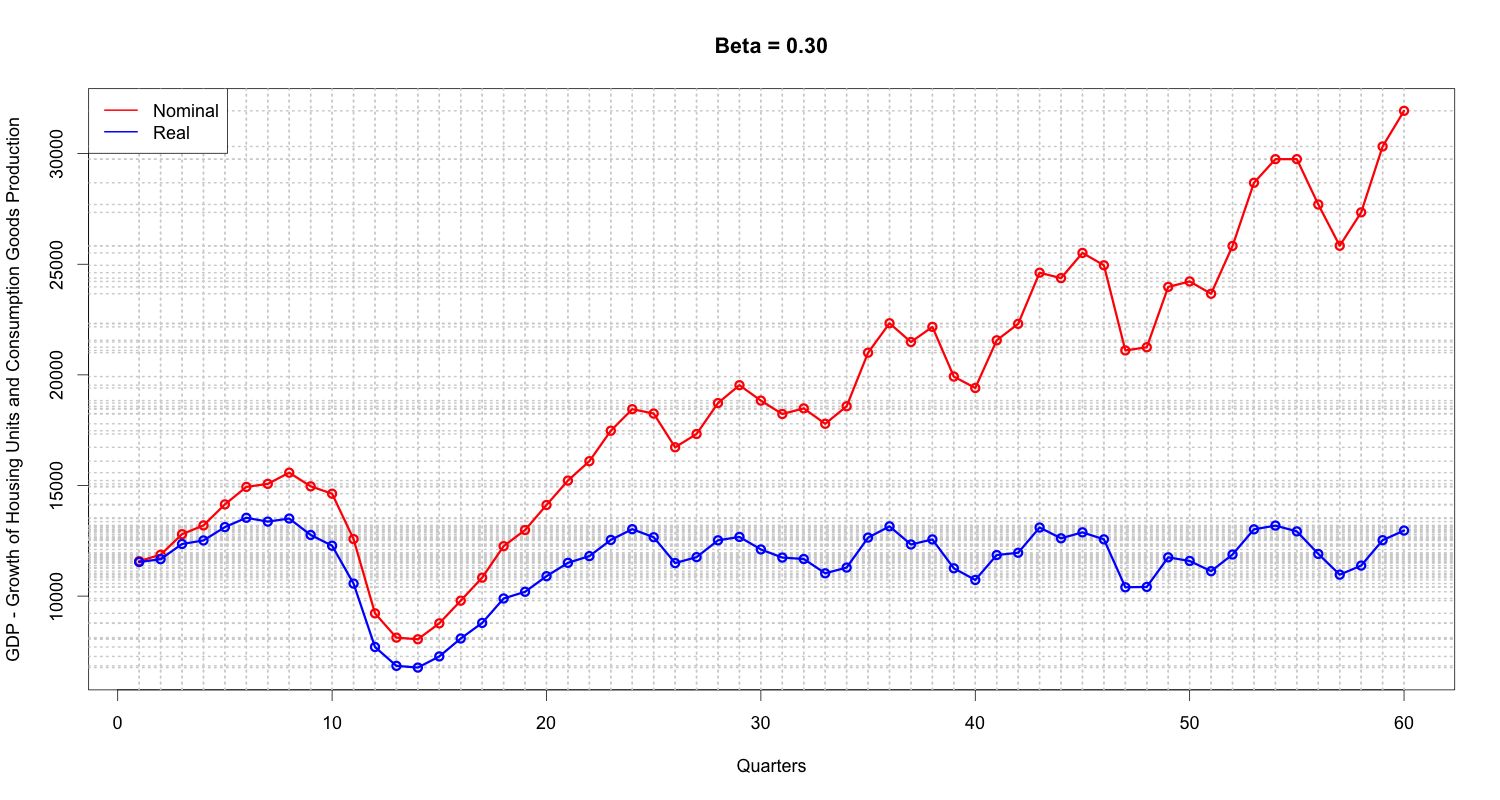 Beta = 0.30
Nominal
Real
GDP - Growth of Housing Units and Consumption Goods Production
30000
25000
20000
15000
10000
0 10 20 30 40 50 60
Quarters